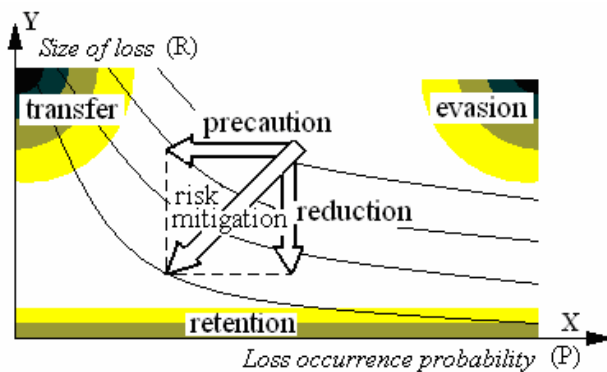 Y
Size of loss (R)
transfer
evasion
precaution
risk
mitigation
reduction
retention
X
Loss occurrence probability (P)